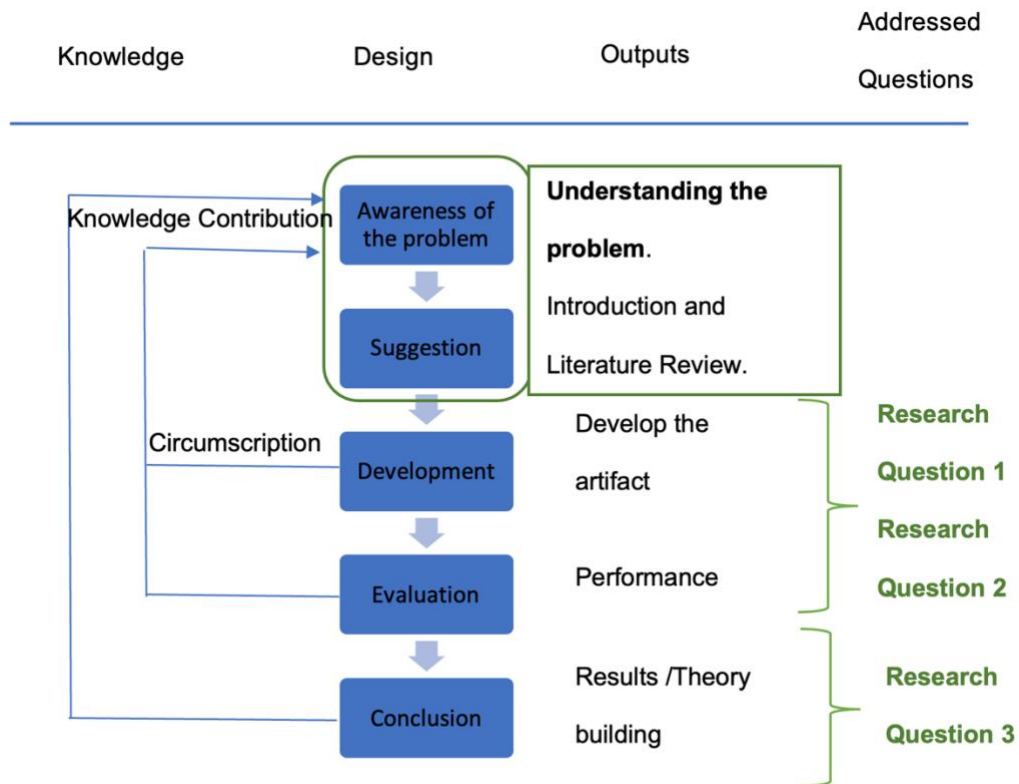 Knowledge
Design
Outputs
Addressed
Questions
Knowledge Contribution
Awareness of
the problem
Understanding the
problem.
Introduction and
Literature Review.
Suggestion
Circumscription
Development
Develop the
artifact
Research
Question 1
Research
Question 2
Evaluation
Performance
Conclusion
Results /Theory
building
Research
Question 3